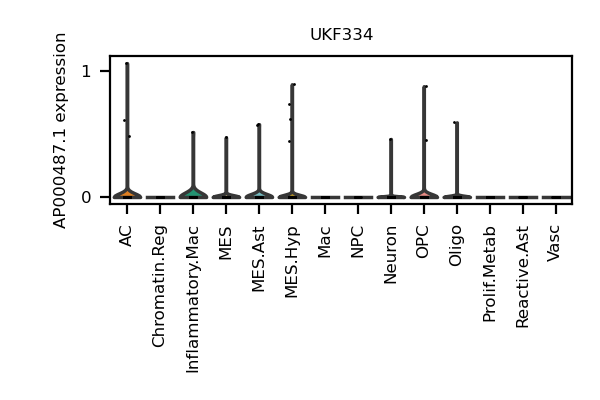 UKF334
AP000487.1 expression
1
0
AC
Chromatin.Reg
Inflammatory.Mac
MES
MES.Ast
MES.Hyp
Mac
NPC
Neuron
OPC
Oligo
Prolif.Metab
Reactive.Ast
Vasc